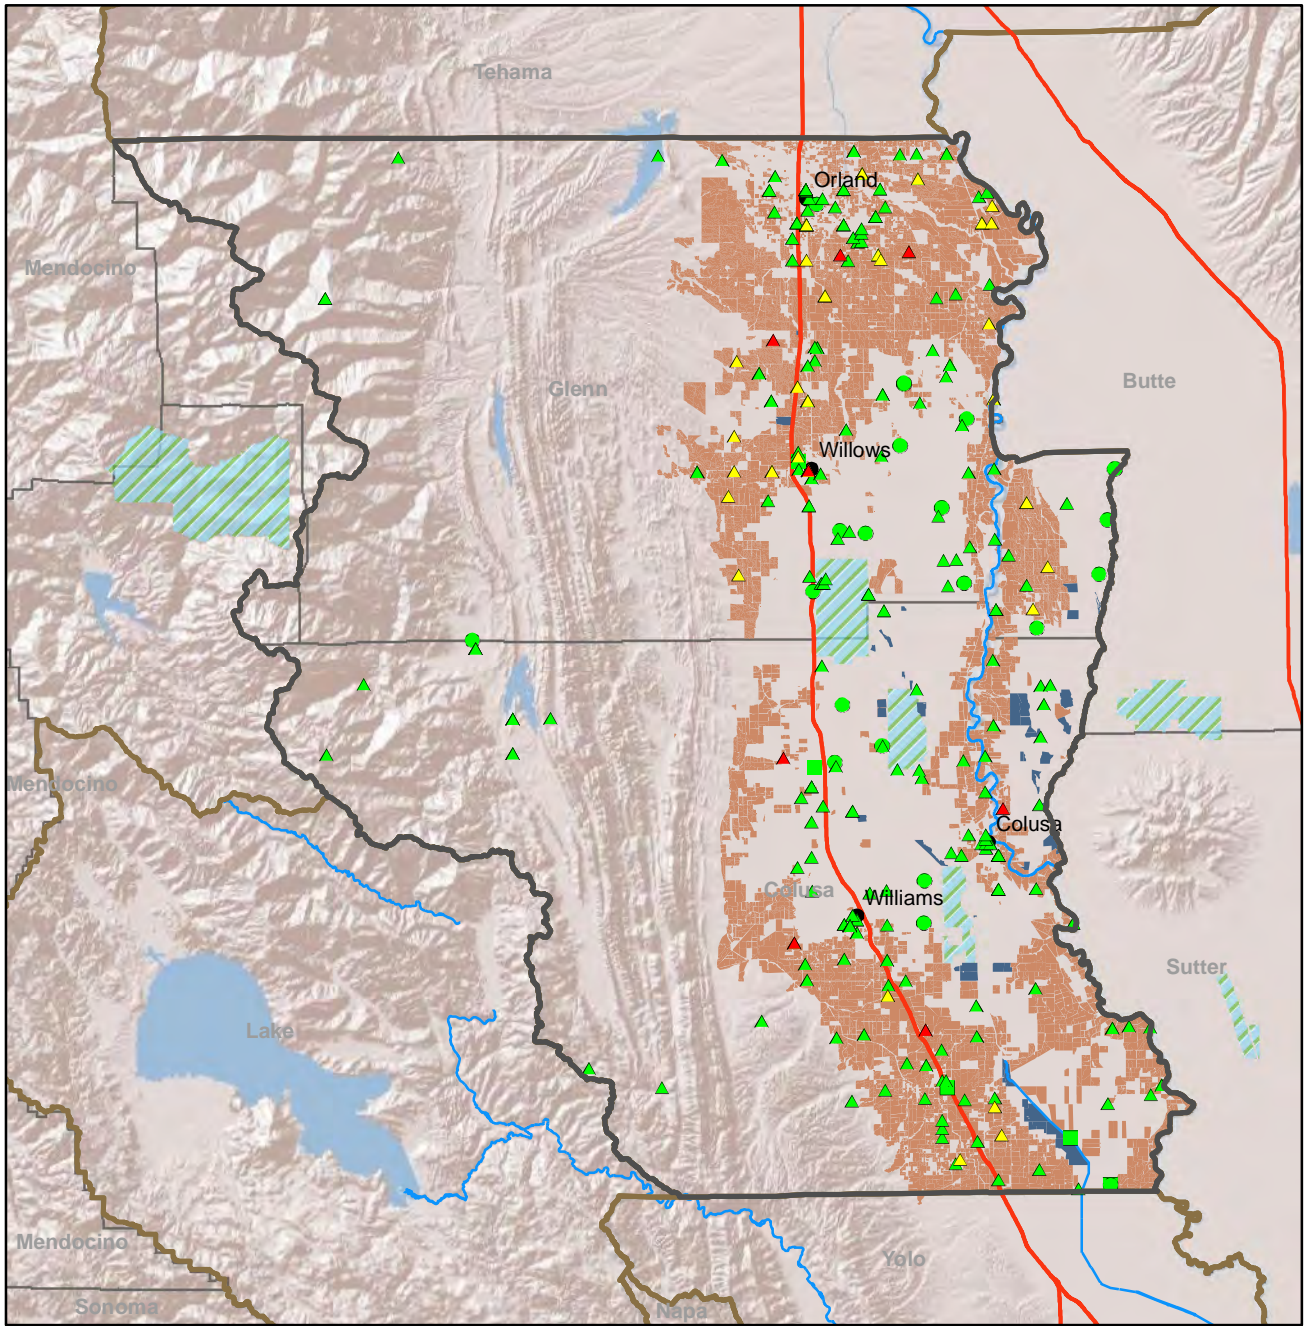 Tehama
Orland
Mendocino
Glenn
Butte
Willows
Mendocino
Colusa
Colusa
Williams
Sutter
Lake
Mendocino
Yolo
Sonoma
Napa